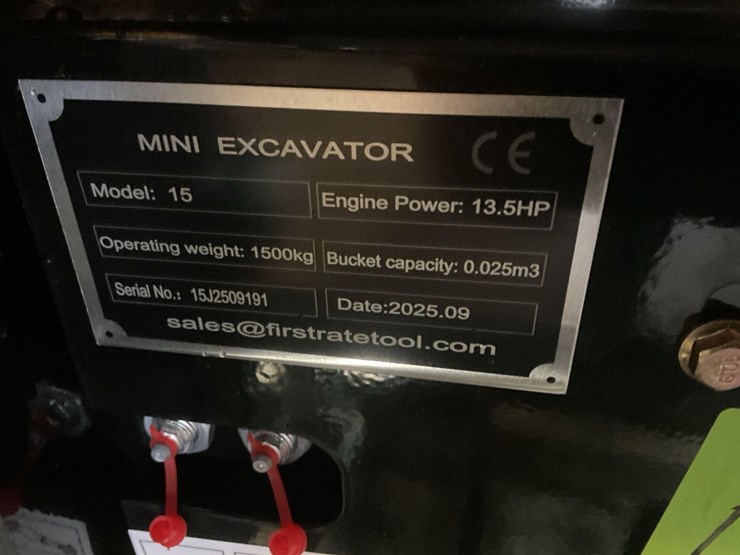 MINI EXCAVATOR CE
Model: 15
Engine Power: 13.5HP
Operating weight: 1500kg
Bucket capacity: 0.025m3
Serial No.: 15J2509191
Date:2025.09
sales@firstratetool.com